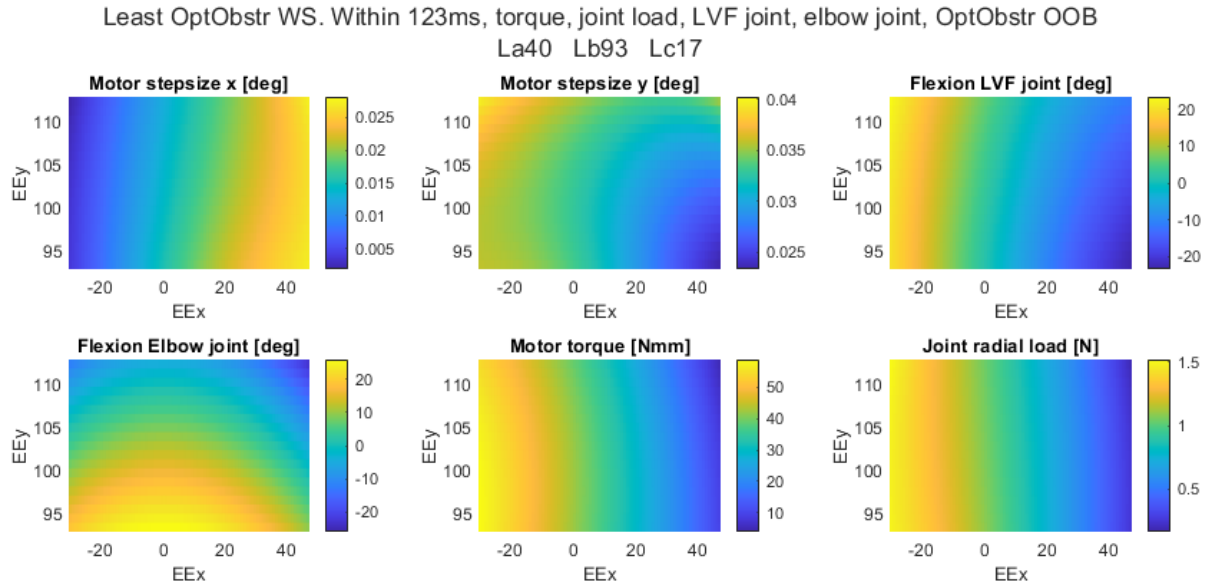 Least OptObstr WS. Within 123ms, torque, joint load, LVF joint, elbow joint, OptObstr OOB
La40 Lb93 Lc17
Motor stepsize x [deg]
110
105
100
95
EEy
-20 0 20 40
EEx
0.025
0.02
0.015
0.01
0.005
Motor stepsize y [deg]
110
105
100
95
EEy
-20 0 20 40
EEx
0.04
0.035
0.03
0.025
Flexion LVF joint [deg]
110
105
100
95
EEy
-20 0 20 40
EEx
20
10
0
-10
-20
Flexion Elbow joint [deg]
110
105
100
95
EEy
-20 0 20 40
EEx
20
10
0
-10
-20
Motor torque [Nmm]
110
105
100
95
EEy
-20 0 20 40
EEx
50
40
30
20
10
Joint radial load [N]
110
105
100
95
EEy
-20 0 20 40
EEx
1.5
1
0.5